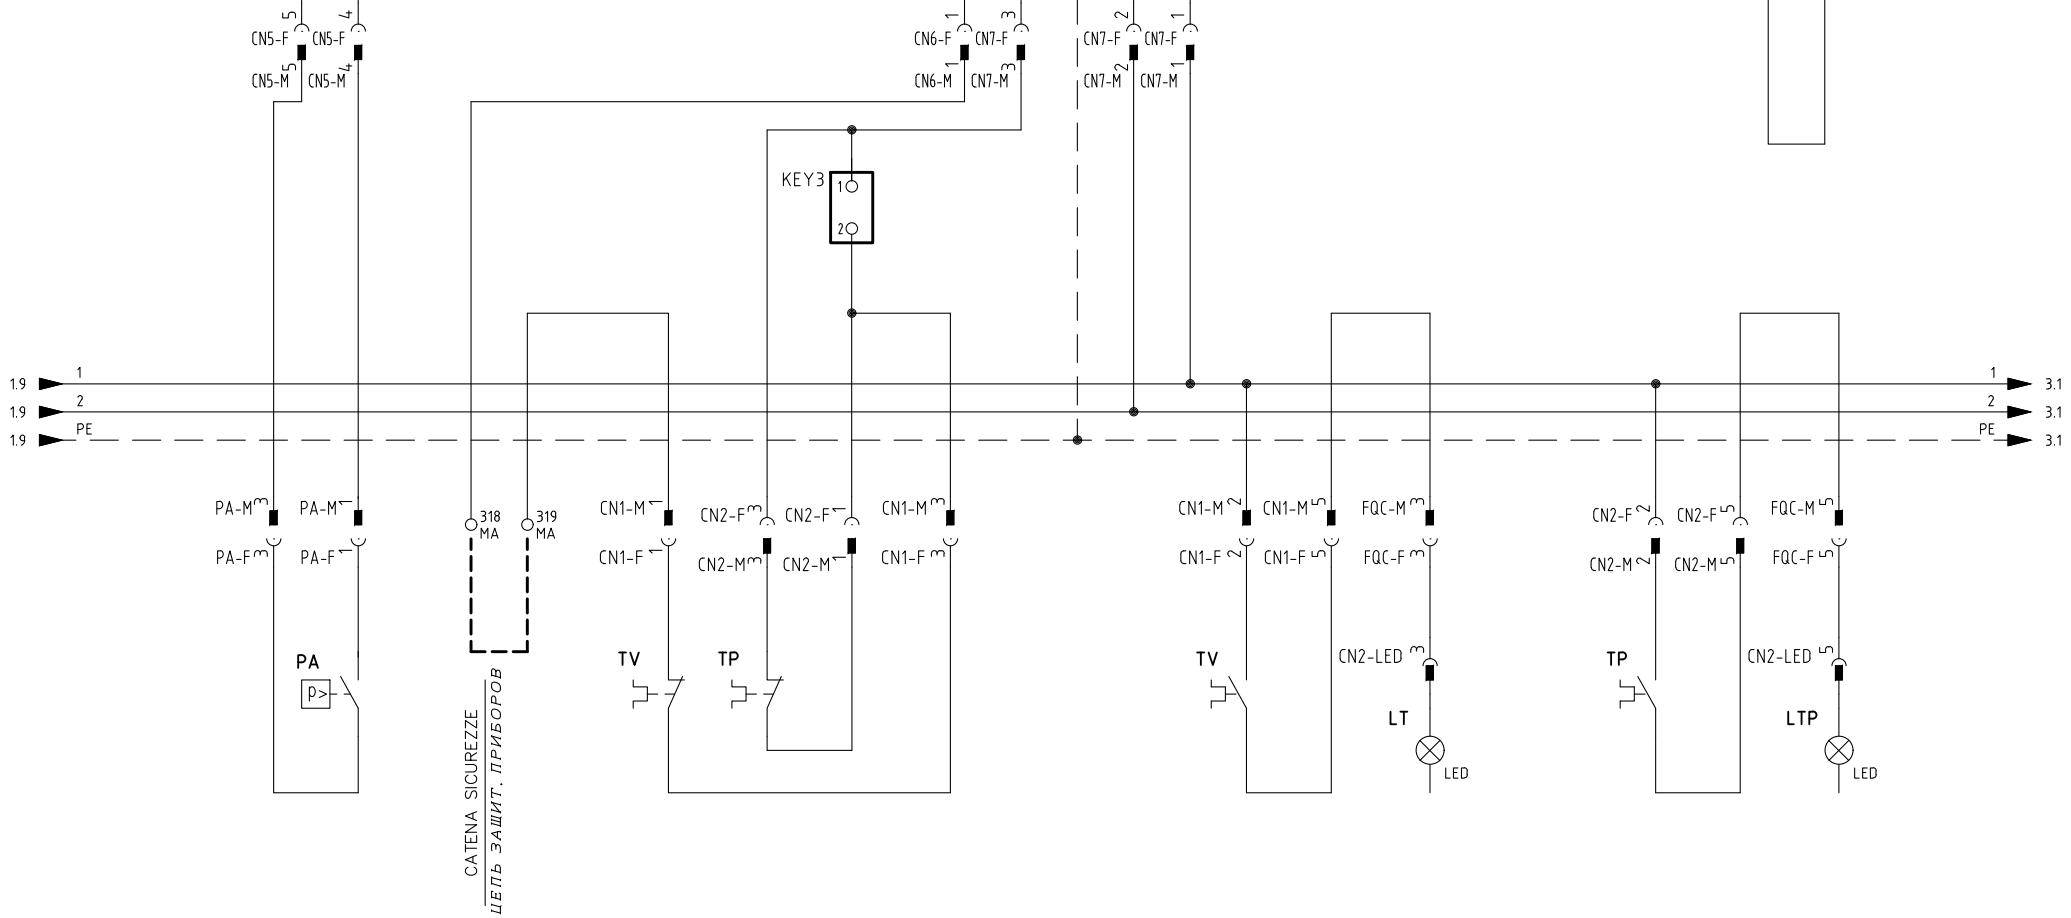 5 4 1 3 2 1
CN5-F CN5-F CN6-F CN7-F CN7-F CN7-F
5 4 1 3 2 1
CN5-M CN5-M CN6-M CN7-M CN7-M CN7-M
KEY3 1
2
1.9 1 1 3.1
1.9 2 2 3.1
1.9 PE PE 3.1
PA-M 3 PA-M 1 318 319 CN1-M 1 CN2-F 3 CN2-F 1 CN1-M 3 CN1-M 2 CN1-M 5 FQC-M 3 CN2-F 2 CN2-F 5 FQC-M 5
MA MA
PA-F 3 PA-F 1 CN1-F 1 CN2-M 3 CN2-M 1 CN1-F 3 CN1-F 2 CN1-F 5 FQC-F 3 CN2-M 2 CN2-M 5 FQC-F 5
PA TV TP TV CN2-LED 3 TP CN2-LED 5
P>
LT LTP
LED LED
CATENA SICUREZZE
ЦЕПЬ ЗАЩИТ. ПРИБОРОВ